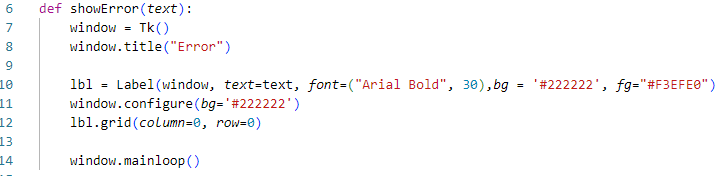 6 def showError(text):
7     window = Tk()
8     window.title("Error")
9
10     lbl = Label(window, text=text, font=("Arial Bold", 30),bg = '#222222', fg="#F3EFE0")
11     window.configure(bg='#222222')
12     lbl.grid(column=0, row=0)
13
14     window.mainloop()